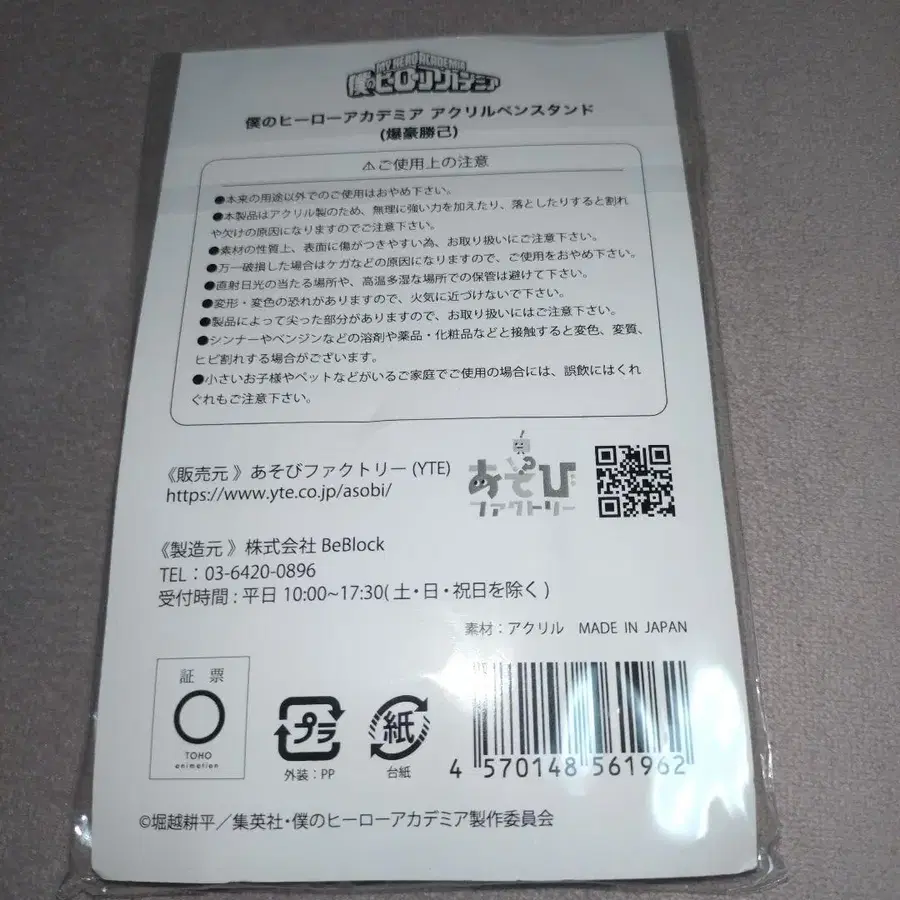 MY HERO ACADEMIA
僕のヒーローアカデミア
僕のヒーローアカデミア アクリルペンスタンド
(爆豪勝己)
⚠ご使用上の注意
●本来の用途以外でのご使用はおやめ下さい。
●本製品はアクリル製のため、無理に強い力を加えたり、落としたりすると割れ
や欠けの原因になりますのでご注意下さい。
●素材の性質上、表面に傷がつきやすい為、お取り扱いにご注意下さい。
●万一破損した場合はケガなどの原因になりますので、ご使用をおやめ下さい。
●直射日光の当たる場所や、高温多湿な場所での保管は避けて下さい。
●変形・変色の恐れがありますので、火気に近づけないで下さい。
●製品によって尖った部分がありますので、お取り扱いにはご注意下さい。
●シンナーやベンジンなどの溶剤や薬品・化粧品などと接触すると変色、変質、
ヒビ割れする場合がございます。
●小さいお子様やペットなどがいるご家庭でご使用の場合には、誤飲にはくれ
ぐれもご注意下さい。
《販売元》あそびファクトリー (YTE)
https://www.yte.co.jp/asobi/
あそび
ファクトリー
《製造元》株式会社 BeBlock
TEL：03-6420-0896
受付時間 : 平日 10:00~17:30( 土・日・祝日を除く )
素材：アクリル MADE IN JAPAN
証 票
TOHO
animation
プラ
外装：PP
紙
台紙
4 570148 561962
©堀越耕平／集英社・僕のヒーローアカデミア製作委員会